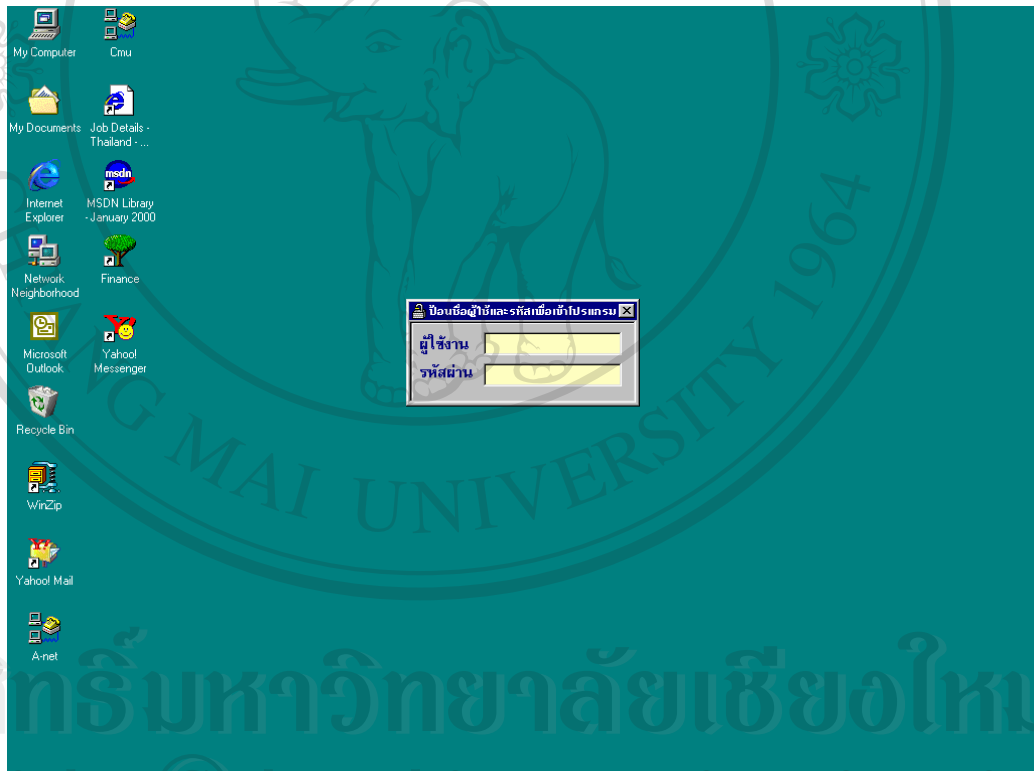 My Computer
Cmu
My Documents
Job Details -
Thailand - ...
msdn
Internet
Explorer
MSDN Library
- January 2000
Network
Neighborhood
Finance
Microsoft
Outlook
Yahoo!
Messenger
Recycle Bin
WinZip
Yahoo! Mail
A-net
ป้อนชื่อผู้ใช้และรหัสเพื่อเข้าโปรแกรม
ผู้ใช้งาน
รหัสผ่าน
ANG MAI UNIVERSITY 1964
ทธิ์มหาวิทยาลัยเชียงใหม